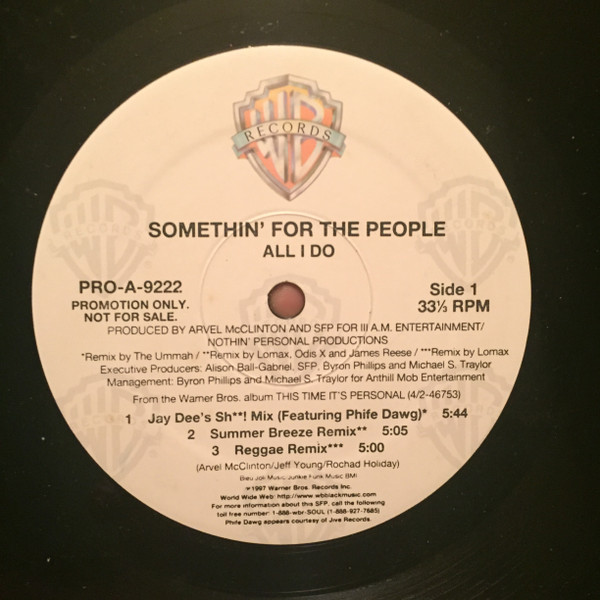 WB
RECORDS
SOMETHIN' FOR THE PEOPLE
ALL I DO
PRO-A-9222
PROMOTION ONLY.
NOT FOR SALE.
Side 1
33⅓ RPM
PRODUCED BY ARVEL McCLINTON AND SFP FOR III A.M. ENTERTAINMENT/
NOTHIN' PERSONAL PRODUCTIONS
*Remix by The Ummah / **Remix by Lomax, Odis X and James Reese / ***Remix by Lomax
Executive Producers: Alison Ball-Gabriel, SFP, Byron Phillips and Michael S. Traylor
Management: Byron Phillips and Michael S. Traylor for Anthill Mob Entertainment
From the Warner Bros. album THIS TIME IT'S PERSONAL (4/2-46753)
1 Jay Dee's Sh**! Mix (Featuring Phife Dawg)* 5:44
2 Summer Breeze Remix** 5:05
3 Reggae Remix*** 5:00
(Arvel McClinton/Jeff Young/Rochad Holiday)
Music, Junkie Funk Music BMI
℗1997 Warner Bros. Records Inc.
World Wide Web: http://www.wbblackmusic.com
For more information about this SFP, call the following
toll free number: 1-888-wbr-SOUL (1-888-927-7685)
Phife Dawg appears courtesy of Jive Records